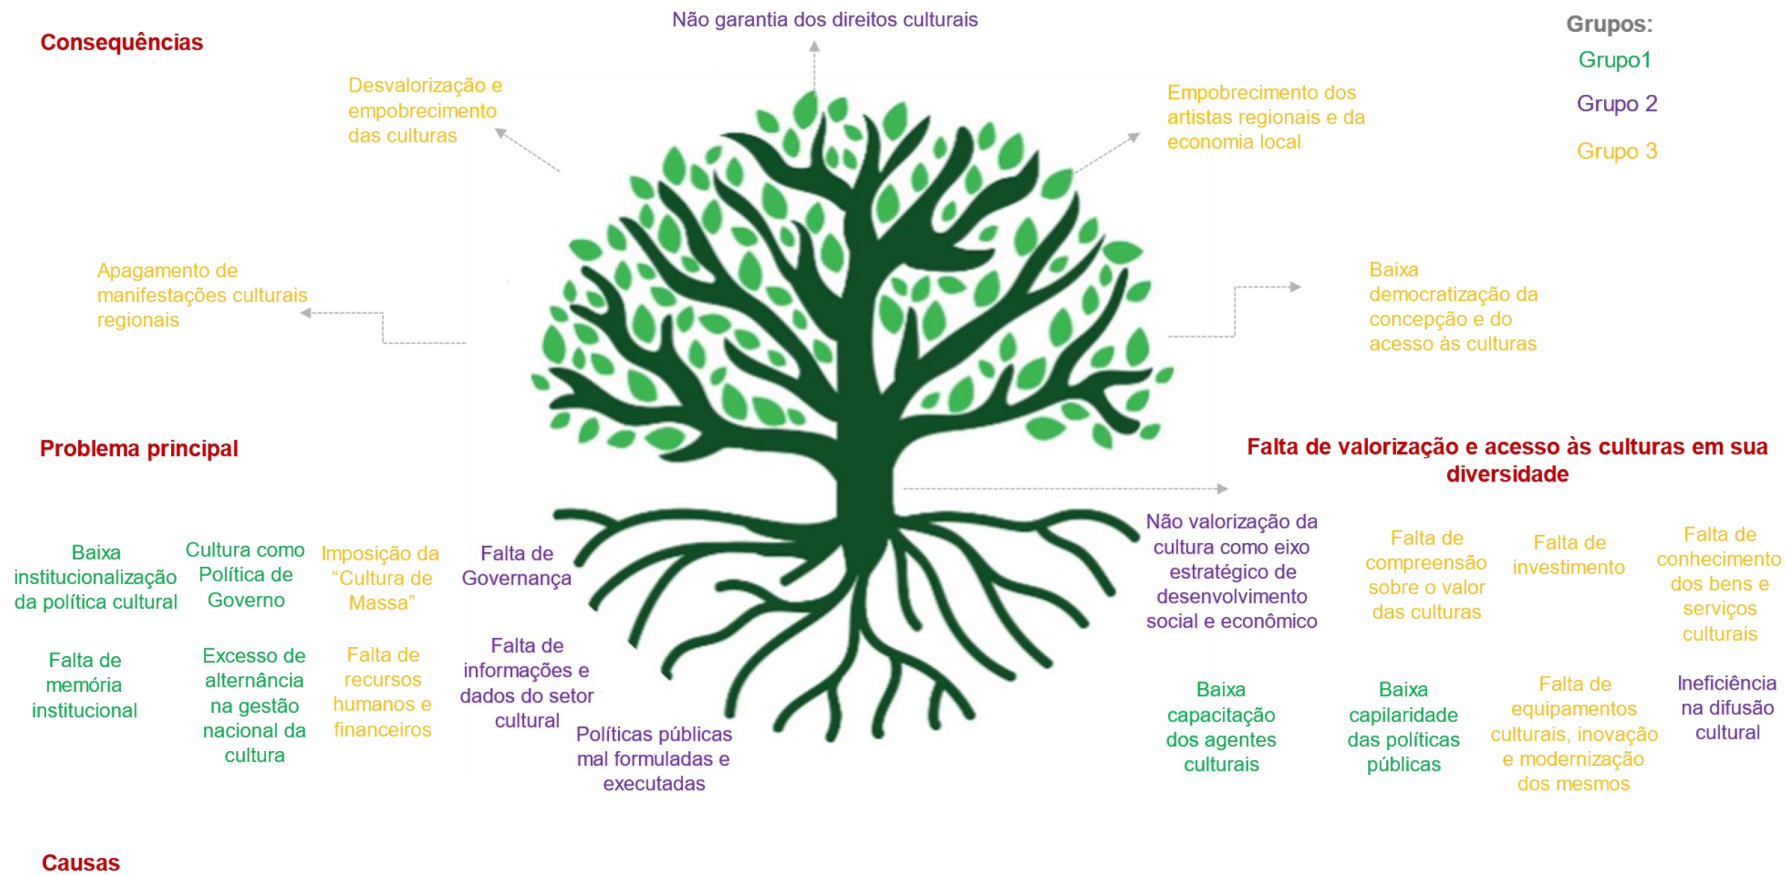 Não garantia dos direitos culturais
Consequências
Grupos:
Grupo1
Grupo 2
Grupo 3
Desvalorização e
empobrecimento
das culturas
Empobrecimento dos
artistas regionais e da
economia local
Apagamento de
manifestações culturais
regionais
Baixa
democratização da
concepção e do
acesso às culturas
Problema principal
Falta de valorização e acesso às culturas em sua
diversidade
Baixa
institucionalização
da política cultural
Cultura como
Política de
Governo
Imposição da
“Cultura de
Massa”
Falta de
Governança
Não valorização da
cultura como eixo
estratégico de
desenvolvimento
social e econômico
Falta de
compreensão
sobre o valor
das culturas
Falta de
investimento
Falta de
conhecimento
dos bens e
serviços
culturais
Falta de
memória
institucional
Excesso de
alternância
na gestão
nacional da
cultura
Falta de
recursos
humanos e
financeiros
Falta de
informações e
dados do setor
cultural
Políticas públicas
mal formuladas e
executadas
Baixa
capacitação
dos agentes
culturais
Baixa
capilaridade
das políticas
públicas
Falta de
equipamentos
culturais, inovação
e modernização
dos mesmos
Ineficiência
na difusão
cultural
Causas